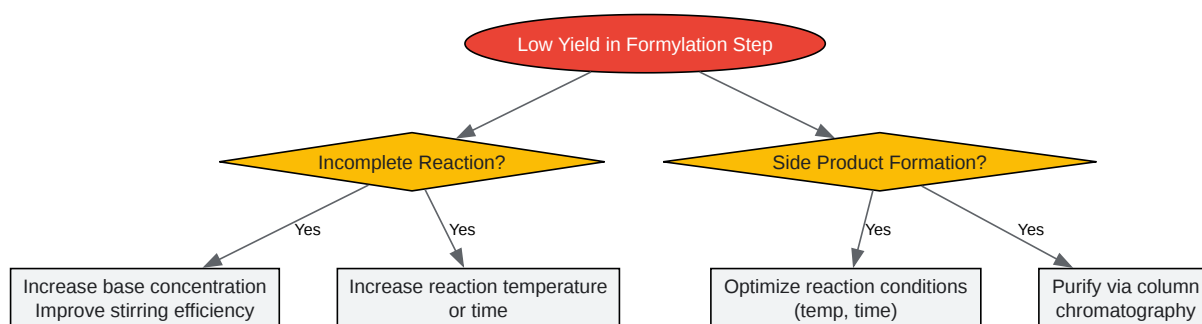 Low Yield in Formylation Step
Incomplete Reaction?
Side Product Formation?
Yes
Yes
Yes
Yes
Increase base concentration
Improve stirring efficiency
Increase reaction temperature
or time
Optimize reaction conditions
(temp, time)
Purify via column
chromatography